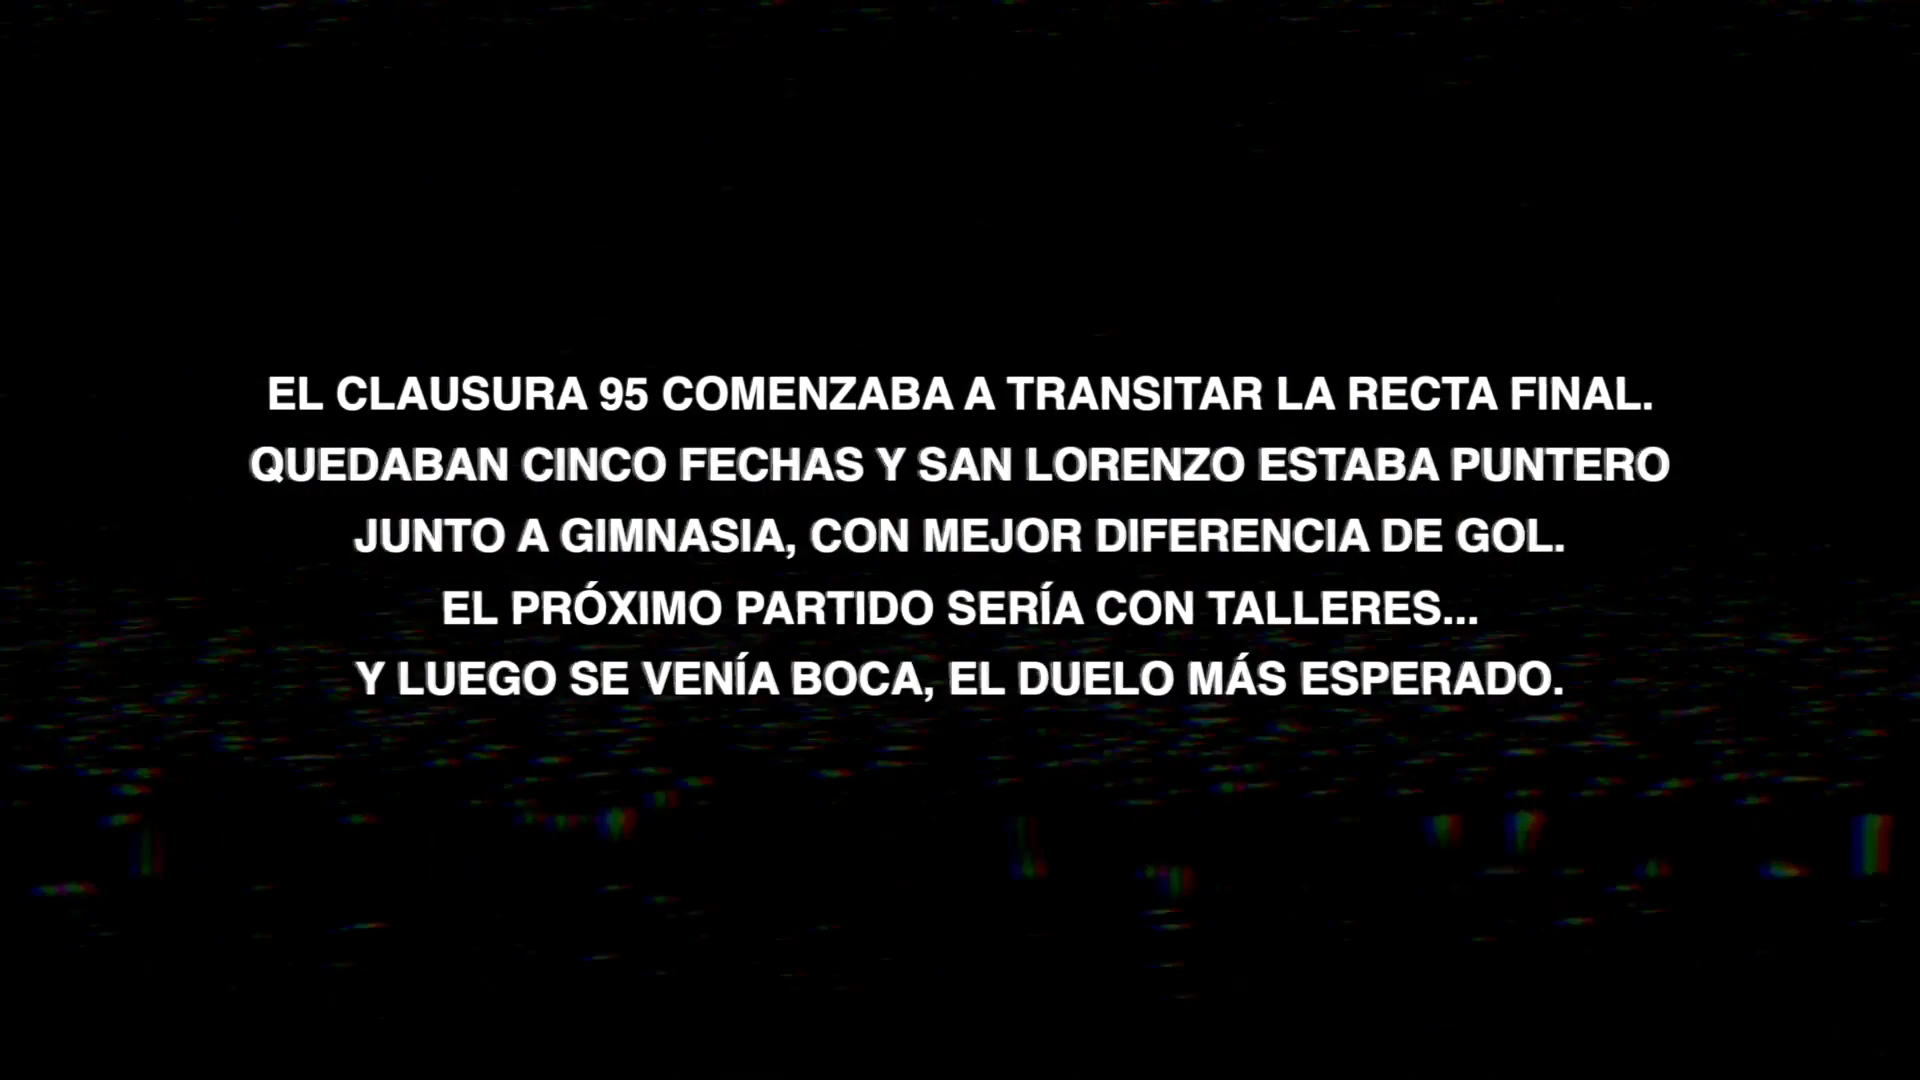 EL CLAUSURA 95 COMENZABA A TRANSITAR LA RECTA FINAL.
QUEDABAN CINCO FECHAS Y SAN LORENZO ESTABA PUNTERO
JUNTO A GIMNASIA, CON MEJOR DIFERENCIA DE GOL.
EL PRÓXIMO PARTIDO SERÍA CON TALLERES...
Y LUEGO SE VENÍA BOCA, EL DUELO MÁS ESPERADO.